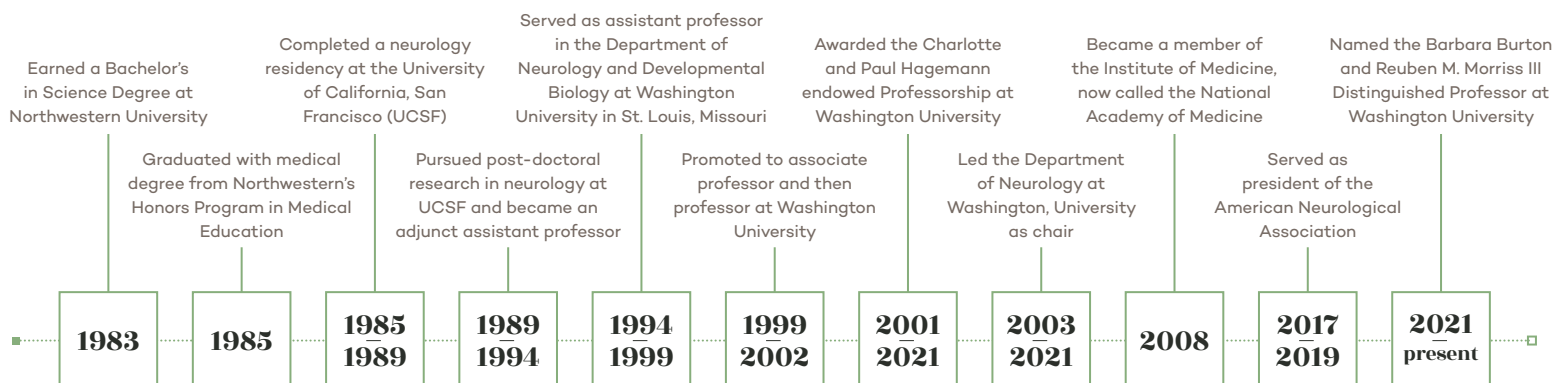 Earned a Bachelor's
in Science Degree at
Northwestern University
1983
Graduated with medical
degree from Northwestern's
Honors Program in Medical
Education
1985
Completed a neurology
residency at the University
of California, San
Francisco (UCSF)
1985
–
1989
Pursued post-doctoral
research in neurology at
UCSF and became an
adjunct assistant professor
1989
–
1994
Served as assistant professor
in the Department of
Neurology and Developmental
Biology at Washington
University in St. Louis, Missouri
1994
–
1999
Promoted to associate
professor and then
professor at Washington
University
1999
–
2002
Awarded the Charlotte
and Paul Hagemann
endowed Professorship at
Washington University
2001
–
2021
Led the Department
of Neurology at
Washington, University
as chair
2003
–
2021
Became a member of
the Institute of Medicine,
now called the National
Academy of Medicine
2008
Served as
president of the
American Neurological
Association
2017
–
2019
Named the Barbara Burton
and Reuben M. Morriss III
Distinguished Professor at
Washington University
2021
–
present